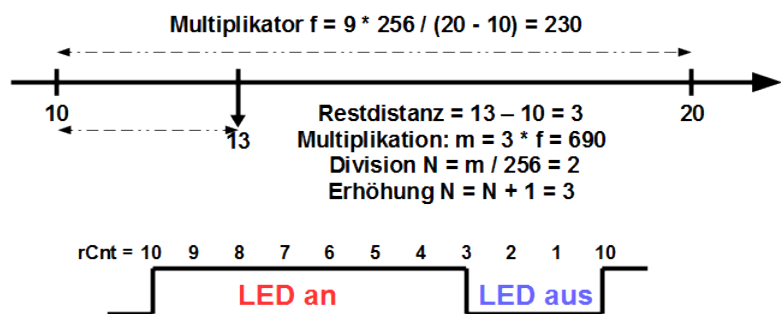 Multiplikator f = 9 * 256 / (20 - 10) = 230
10
13
20
Restdistanz = 13 – 10 = 3
Multiplikation: m = 3 * f = 690
Division N = m / 256 = 2
Erhöhung N = N + 1 = 3
rCnt = 10 9 8 7 6 5 4 3 2 1 10
LED an
LED aus